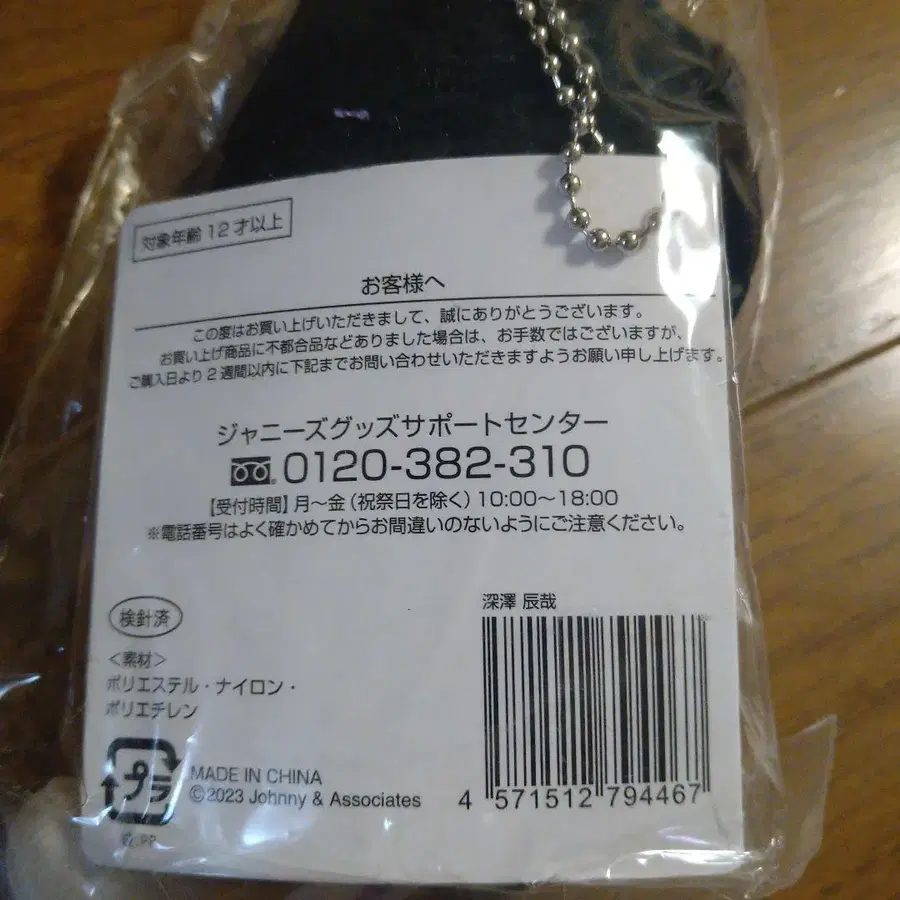 対象年齢12才以上
お客様へ
この度はお買い上げいただきまして、誠にありがとうございます。
お買い上げ商品に不都合品などありました場合は、お手数ではございますが、
ご購入日より2週間以内に下記までお問い合わせいただきますようお願い申し上げます。
ジャニーズグッズサポートセンター
0120-382-310
【受付時間】月〜金(祝祭日を除く)10:00〜18:00
※電話番号はよく確かめてからお間違いのないようにご注意ください。
検針済
<素材>
ポリエステル・ナイロン・
ポリエチレン
プラ
MADE IN CHINA
©2023 Johnny & Associates
深澤 辰哉
4 571512 794467